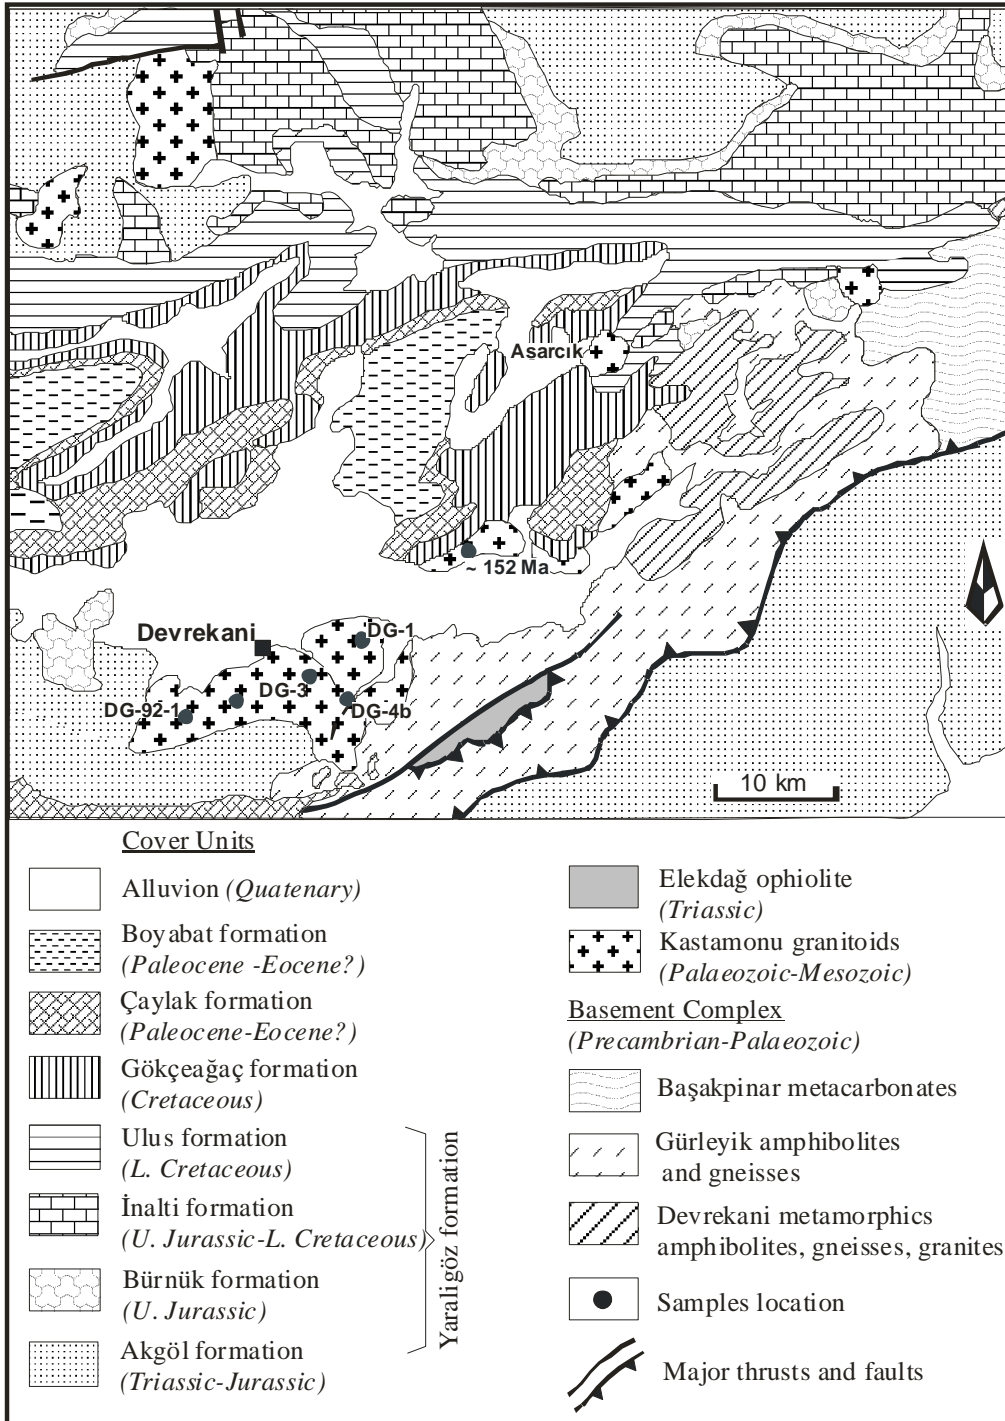 Asarcık
~ 152 Ma
Devrekani
DG-1
DG-3
DG-92-1
DG-4b
10 km
Cover Units
Alluvion (Quatenary)
Boyabat formation
(Paleocene -Eocene?)
Çaylak formation
(Paleocene-Eocene?)
Gökçeağaç formation
(Cretaceous)
Ulus formation
(L. Cretaceous)
İnalti formation
(U. Jurassic-L. Cretaceous)
Bürnük formation
(U. Jurassic)
Akgöl formation
(Triassic-Jurassic)
Yaraligöz formation
Elekdağ ophiolite
(Triassic)
Kastamonu granitoids
(Palaeozoic-Mesozoic)
Basement Complex
(Precambrian-Palaeozoic)
Başakpinar metacarbonates
Gürleyik amphibolites
and gneisses
Devrekani metamorphics
amphibolites, gneisses, granites
Samples location
Major thrusts and faults